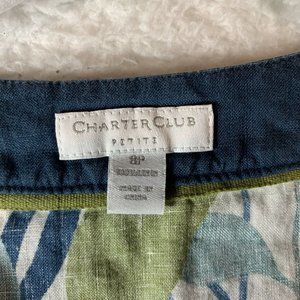 CHARTER CLUB
PETITE
8P
MADE IN
CHINA